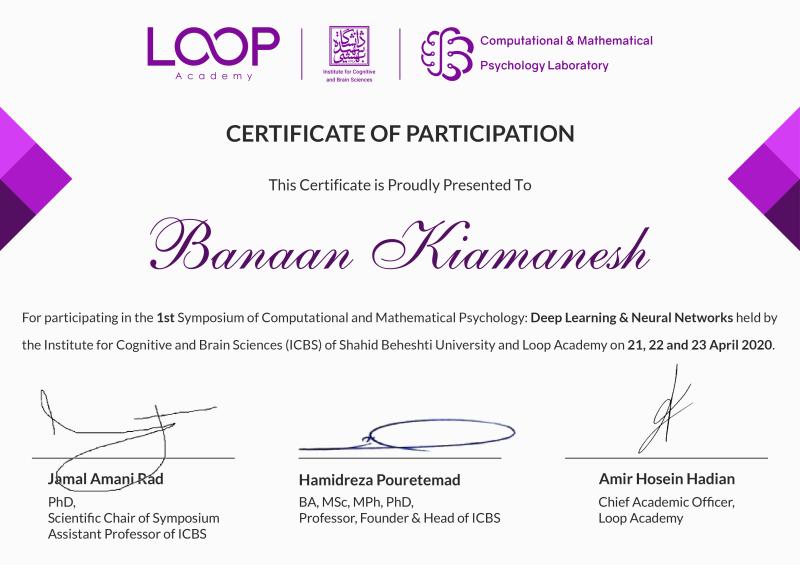 LOOP
Academy
دانشگاه
شهید
بهشتی
Institute for Cognitive
and Brain Sciences
Computational & Mathematical
Psychology Laboratory
CERTIFICATE OF PARTICIPATION
This Certificate is Proudly Presented To
Banaan Kiamanesh
For participating in the 1st Symposium of Computational and Mathematical Psychology: Deep Learning & Neural Networks held by
the Institute for Cognitive and Brain Sciences (ICBS) of Shahid Beheshti University and Loop Academy on 21, 22 and 23 April 2020.
Jamal Amani Rad
PhD,
Scientific Chair of Symposium
Assistant Professor of ICBS
Hamidreza Pouretemad
BA, MSc, MPh, PhD,
Professor, Founder & Head of ICBS
Amir Hosein Hadian
Chief Academic Officer,
Loop Academy